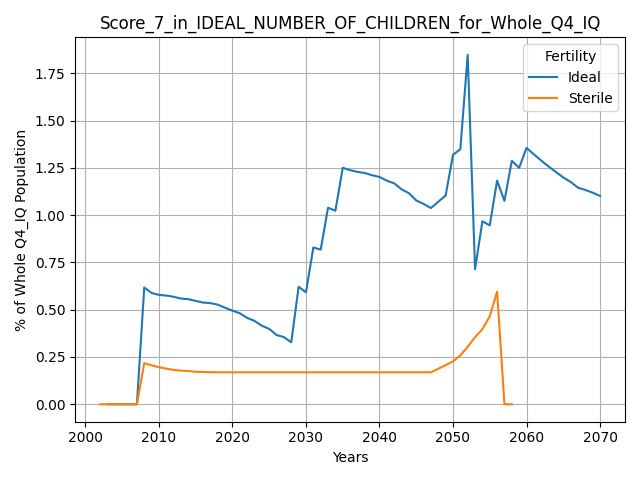 Score_7_in_IDEAL_NUMBER_OF_CHILDREN_for_Whole_Q4_IQ
Fertility
Ideal
Sterile
% of Whole Q4_IQ Population
1.75
1.50
1.25
1.00
0.75
0.50
0.25
0.00
2000 2010 2020 2030 2040 2050 2060 2070
Years